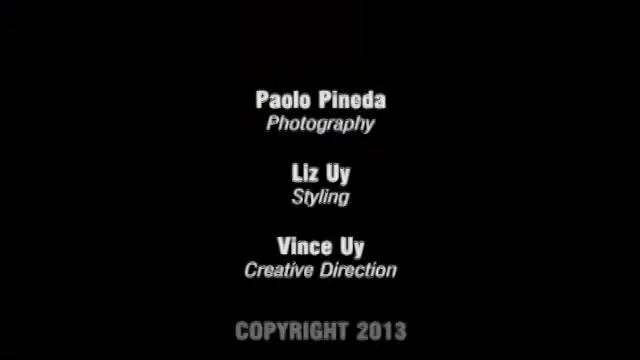 Paolo Pineda
Photography
Liz Uy
Styling
Vince Uy
Creative Direction
COPYRIGHT 2013